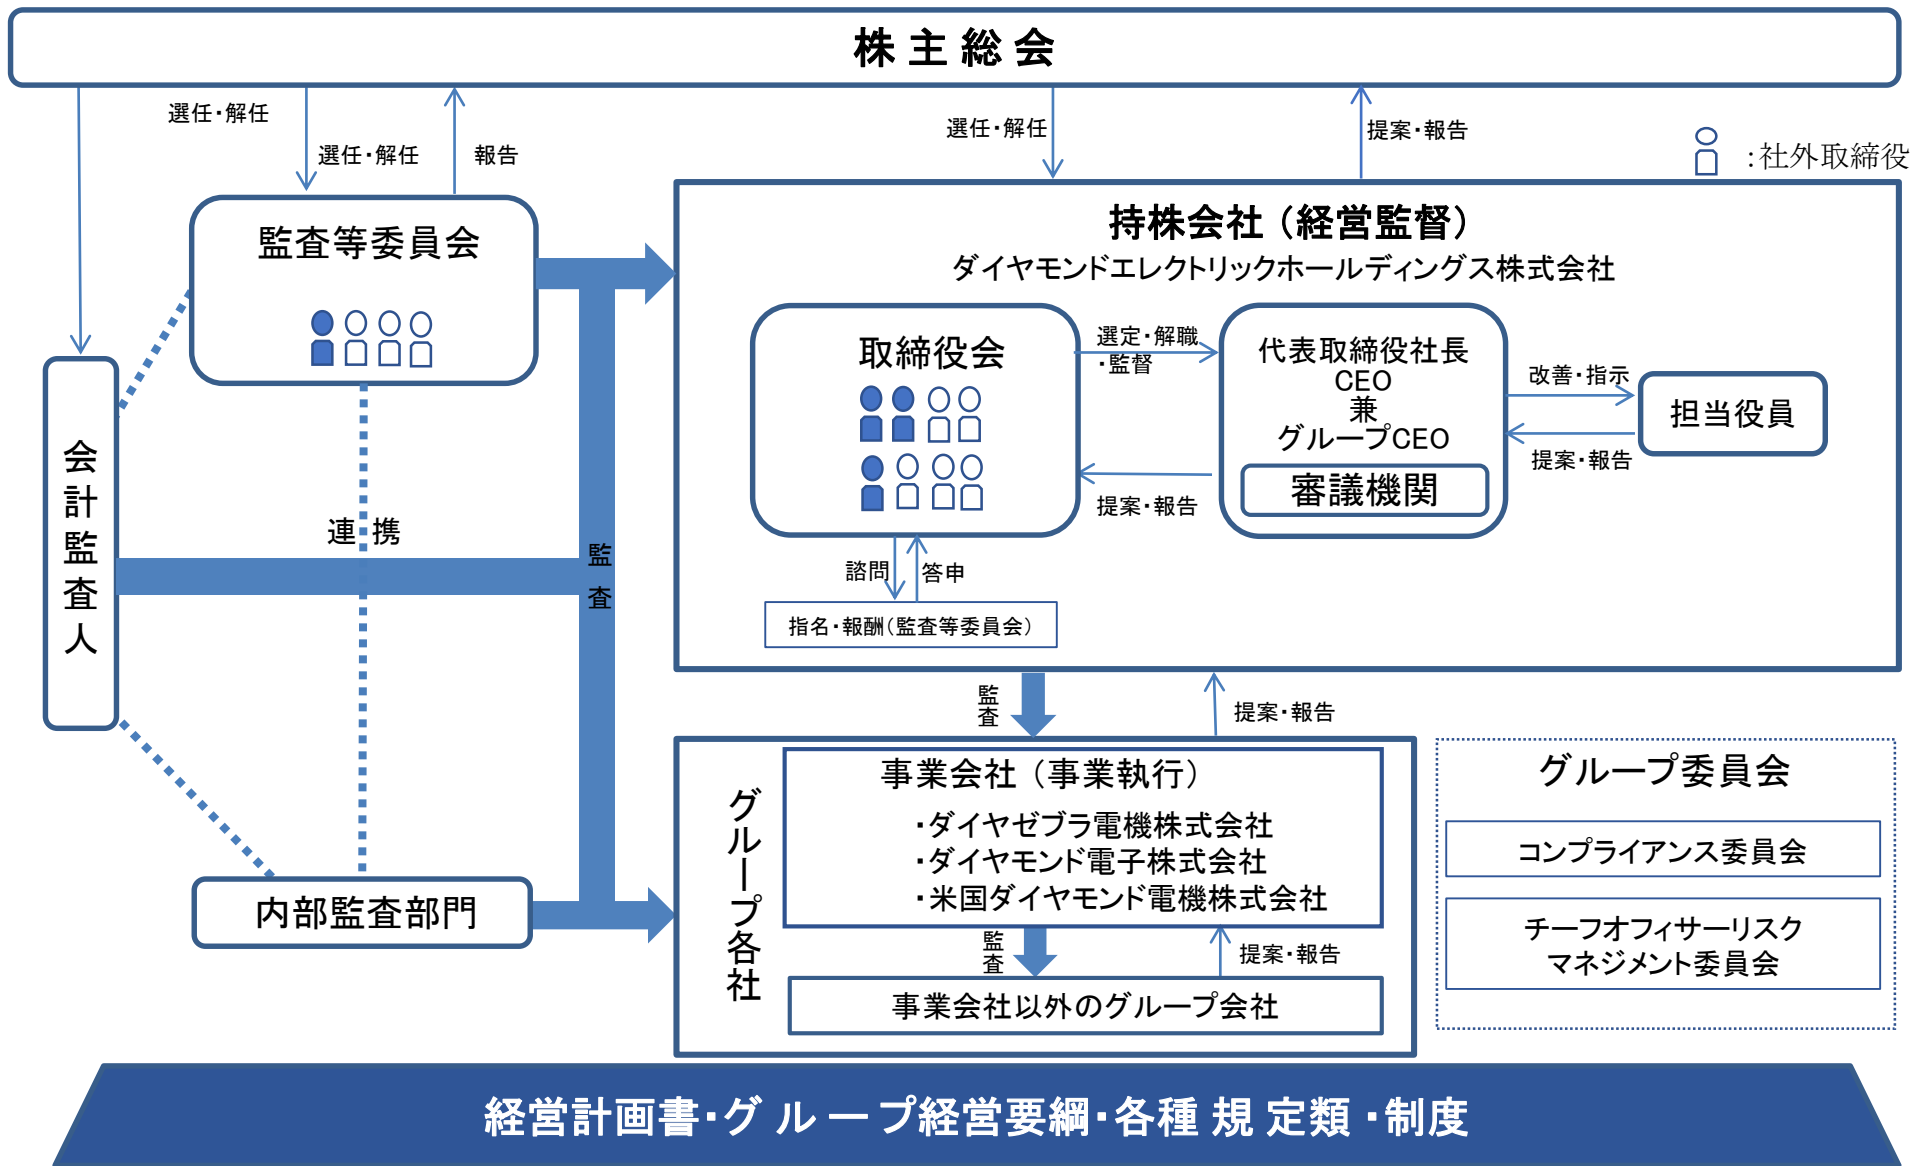 株主総会
選任・解任
選任・解任
報告
選任・解任
提案・報告
:社外取締役
監査等委員会
持株会社（経営監督）
ダイヤモンドエレクトリックホールディングス株式会社
取締役会
選定・解職
・監督
代表取締役社長
CEO
兼
グループCEO
審議機関
提案・報告
改善・指示
提案・報告
担当役員
諮問
答申
指名・報酬（監査等委員会）
会計監査人
連携
監査
監査
提案・報告
グループ各社
事業会社（事業執行）
・ダイヤゼブラ電機株式会社
・ダイヤモンド電子株式会社
・米国ダイヤモンド電機株式会社
監査
提案・報告
事業会社以外のグループ会社
内部監査部門
グループ委員会
コンプライアンス委員会
チーフオフィサーリスク
マネジメント委員会
経営計画書・グループ経営要綱・各種規定類・制度